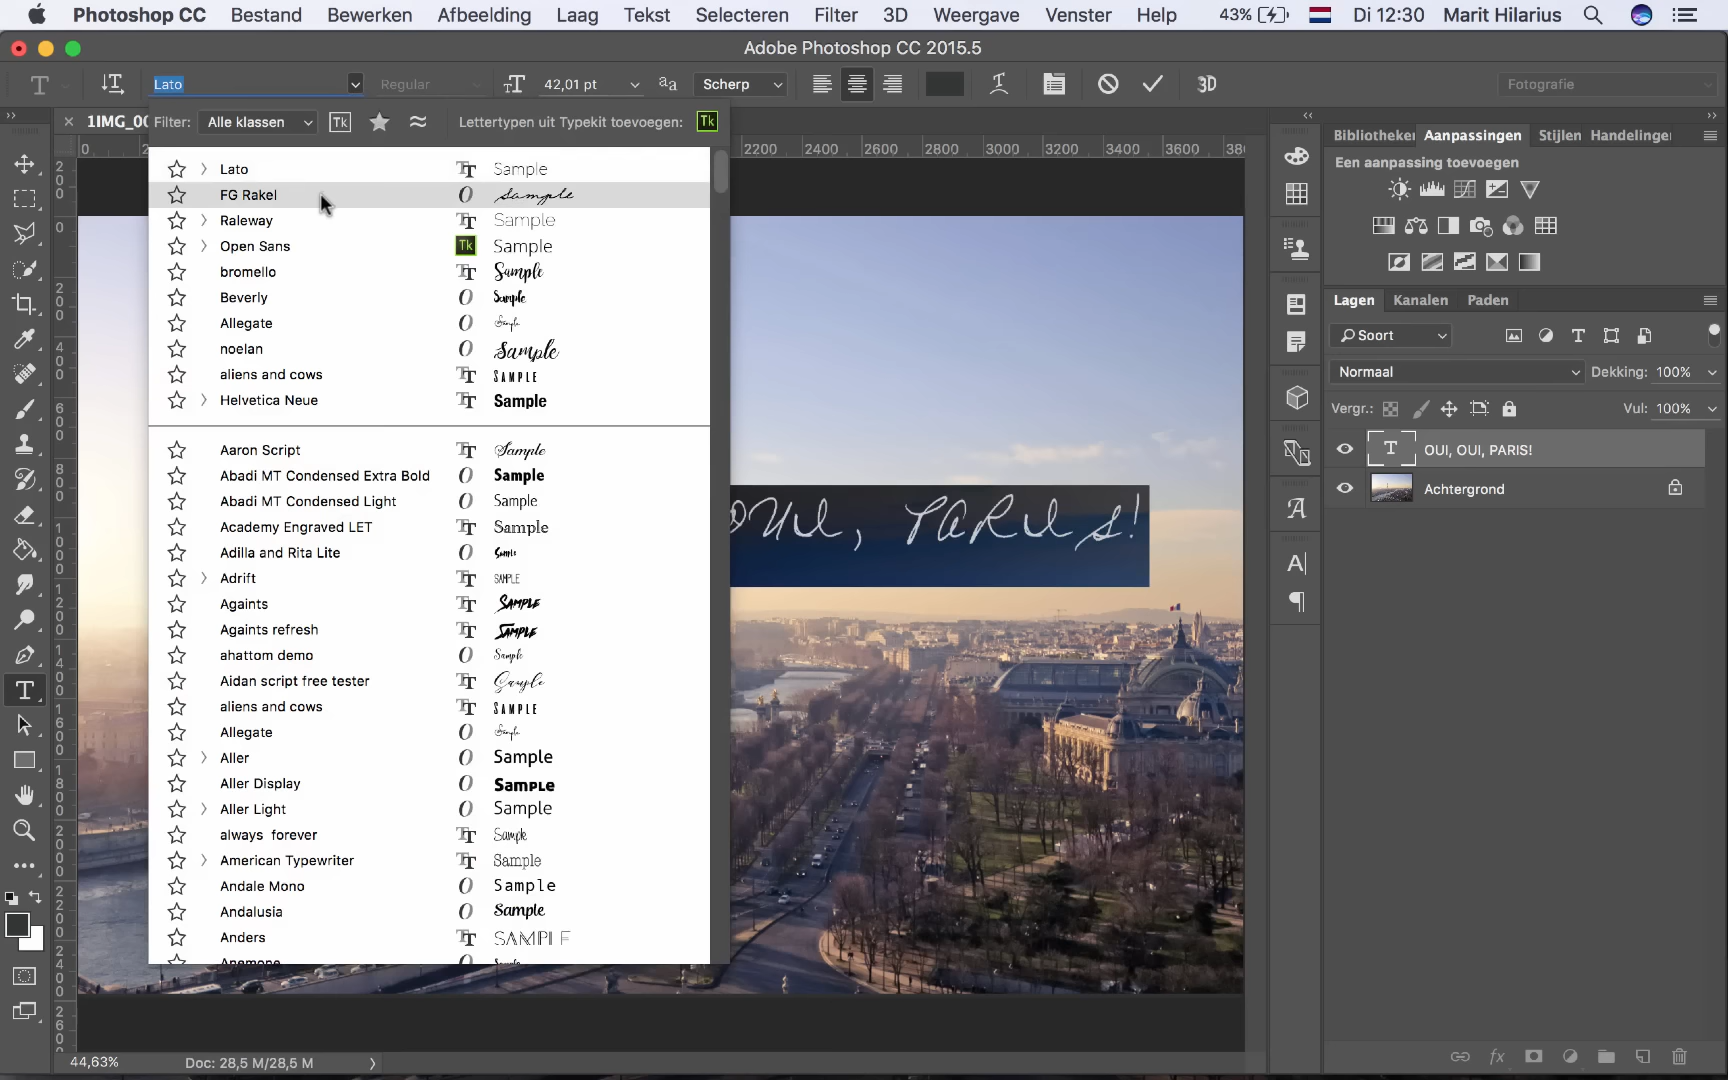 Photoshop CC Bestand Bewerken Afbeelding Laag Tekst Selecteren Filter 3D Weergave Venster Help 43% Di 12:30 Marit Hilarius
Adobe Photoshop CC 2015.5
Lato Regular 42,01 pt aa Scherp 3D Fotografie
1IMG_00
Filter: Alle klassen Tk Lettertypen uit Typekit toevoegen: Tk
Lato Sample
FG Rakel Sample
Raleway Sample
Open Sans Tk Sample
bromello Sample
Beverly Sample
Allegate Sample
noelan Sample
aliens and cows SAMPLE
Helvetica Neue Sample
Aaron Script Sample
Abadi MT Condensed Extra Bold Sample
Abadi MT Condensed Light Sample
Academy Engraved LET Sample
Adilla and Rita Lite Sample
Adrift SAMPLE
Againts Sample
Againts refresh Sample
ahattom demo Sample
Aidan script free tester Sample
aliens and cows SAMPLE
Allegate Sample
Aller Sample
Aller Display Sample
Aller Light Sample
always forever Sample
American Typewriter Sample
Andale Mono Sample
Andalusia Sample
Anders SAMPLE
Anemone
2200 2400 2600 2800 3000 3200 3400 3600 38
OUI, PARIS!
Bibliotheken Aanpassingen Stijlen Handelingen
Een aanpassing toevoegen
Lagen Kanalen Paden
Soort
Normaal Dekking: 100%
Vergr.: Vul: 100%
OUI, OUI, PARIS!
Achtergrond
44,63% Doc: 28,5 M/28,5 M